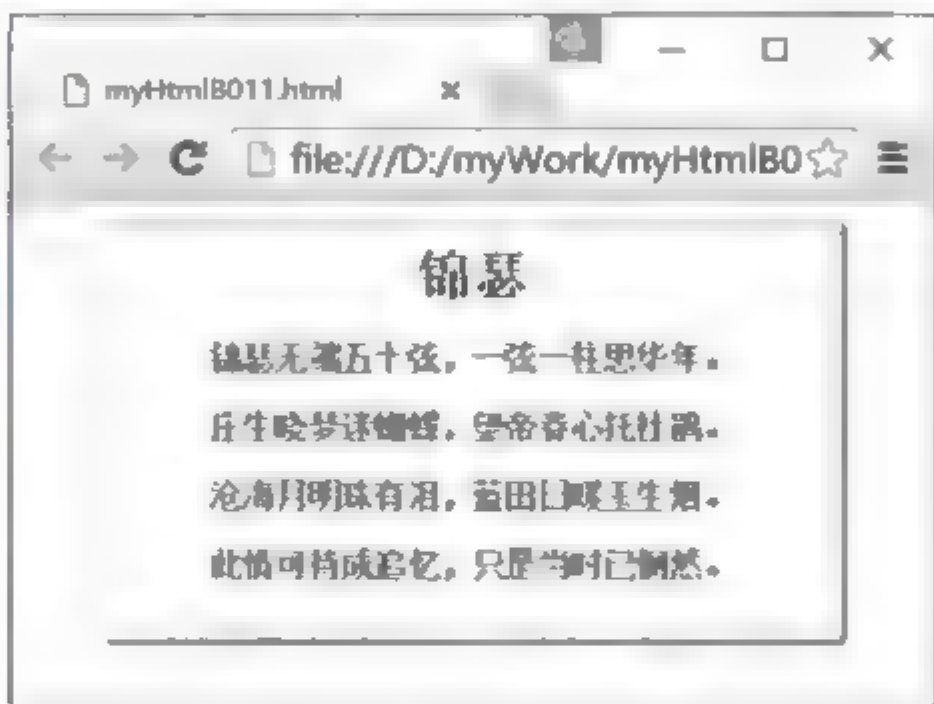 myHtmlB011.html
file:///D:/myWork/myHtmlB0
锦瑟
锦瑟无端五十弦，一弦一柱思华年。
庄生晓梦迷蝴蝶，望帝春心托杜鹃。
沧海月明珠有泪，蓝田日暖玉生烟。
此情可待成追忆，只是当时已惘然。